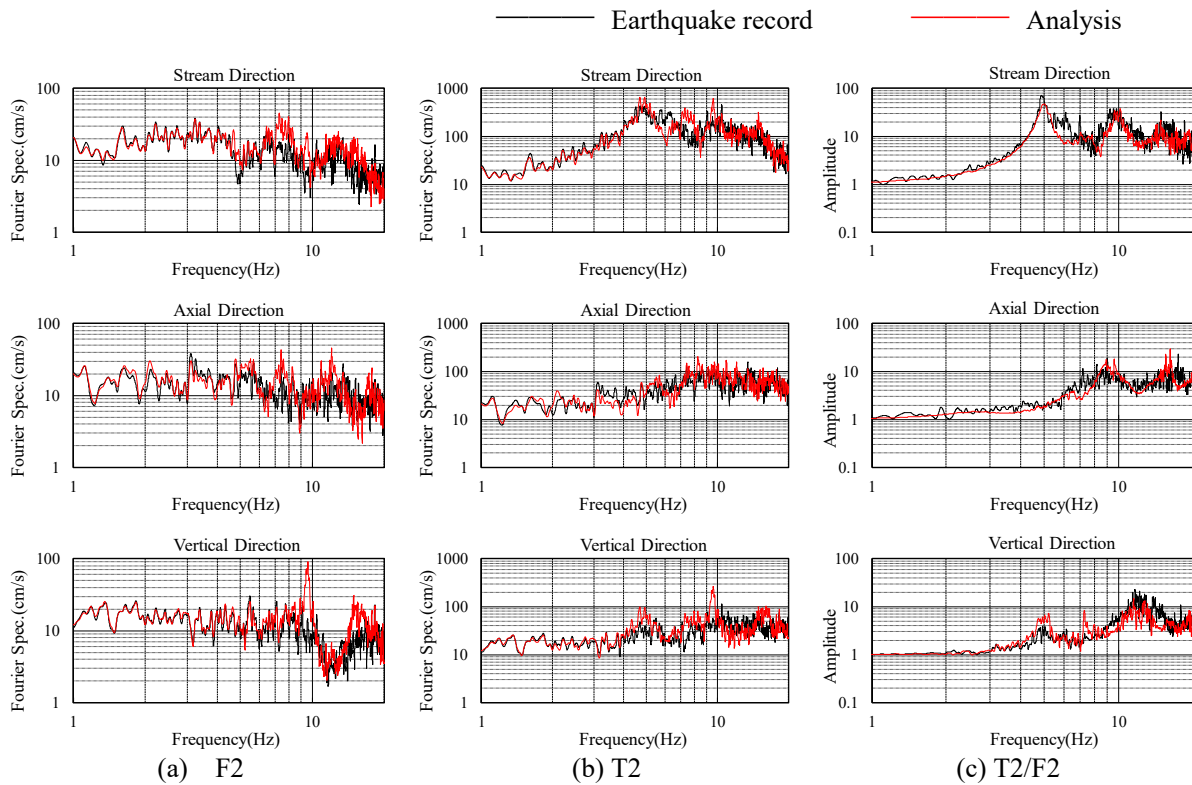 Earthquake record Analysis
Stream Direction Stream Direction Stream Direction
Fourier Spec.(cm/s) Fourier Spec.(cm/s) Amplitude
100 1000 100
10 100 10
1 10 1
1 0.1
1 10 1 10 1 10
Frequency(Hz) Frequency(Hz) Frequency(Hz)
Axial Direction Axial Direction Axial Direction
Fourier Spec.(cm/s) Fourier Spec.(cm/s) Amplitude
100 1000 100
10 100 10
1 10 1
1 0.1
1 10 1 10 1 10
Frequency(Hz) Frequency(Hz) Frequency(Hz)
Vertical Direction Vertical Direction Vertical Direction
Fourier Spec.(cm/s) Fourier Spec.(cm/s) Amplitude
100 1000 100
10 100 10
1 10 1
1 0.1
1 10 1 10 1 10
Frequency(Hz) Frequency(Hz) Frequency(Hz)
(a) F2 (b) T2 (c) T2/F2